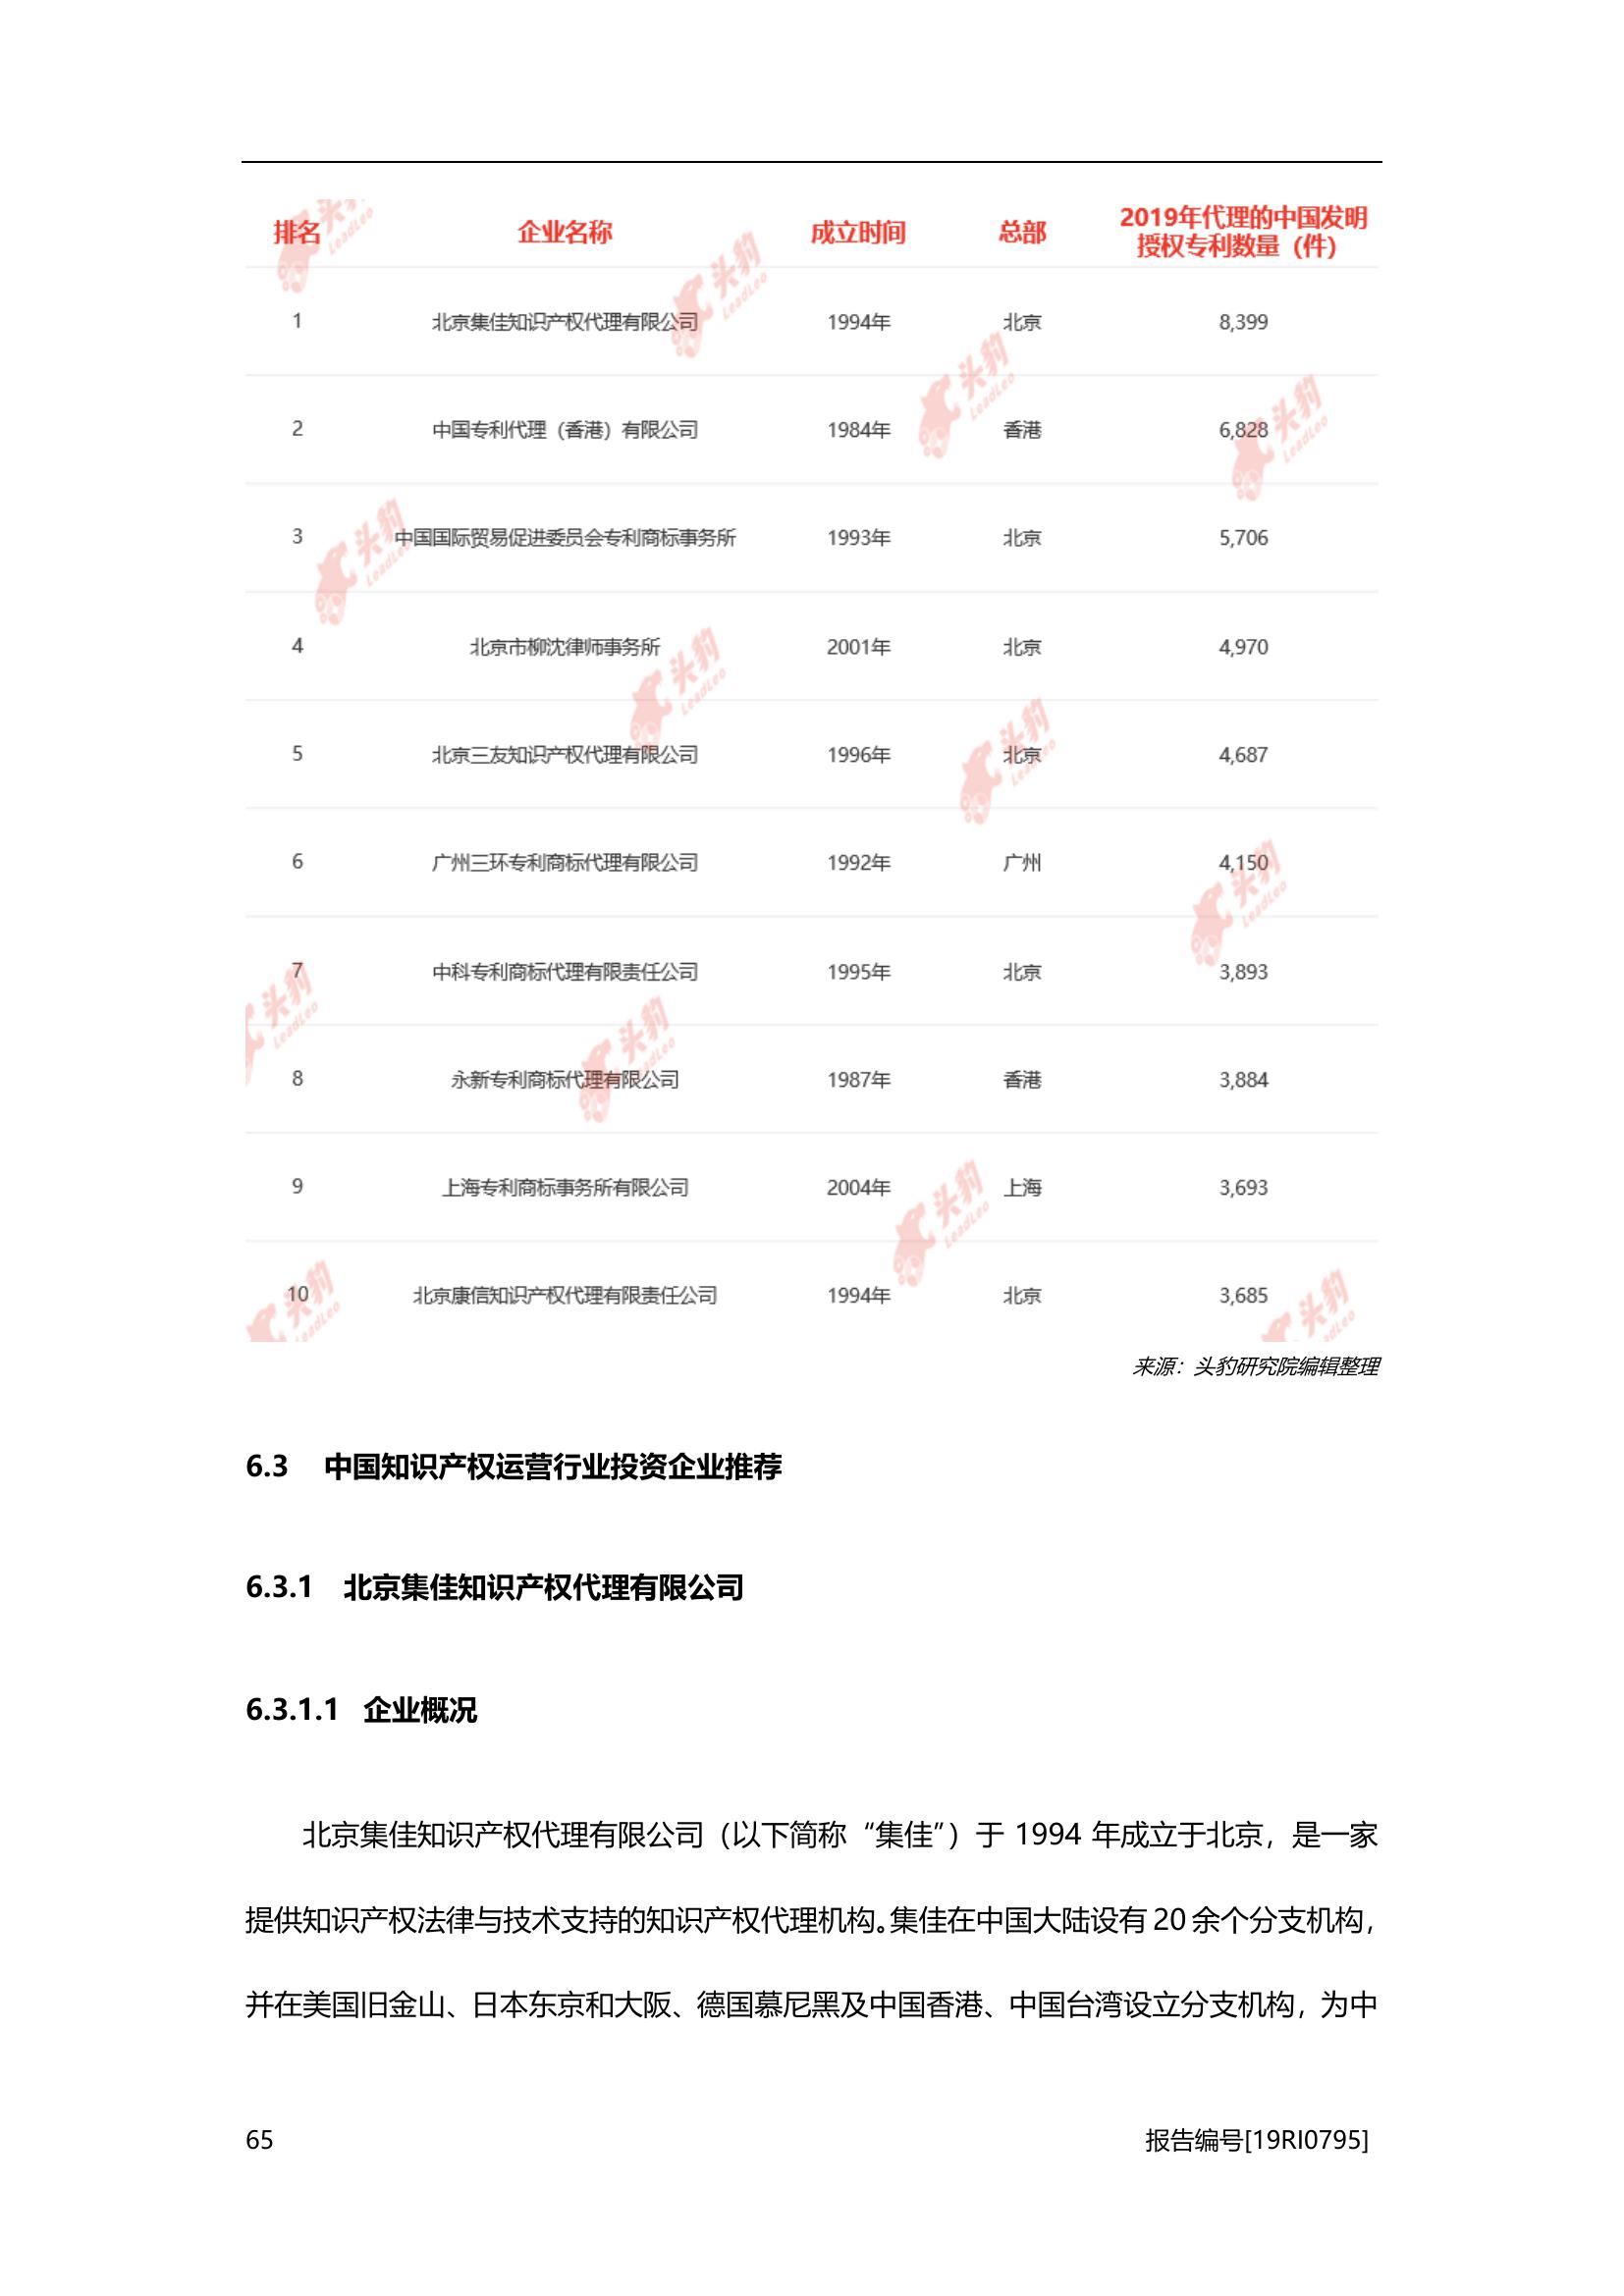 排名 企业名称 成立时间 总部 2019年代理的中国发明
授权专利数量（件）
1 北京集佳知识产权代理有限公司 1994年 北京 8,399
2 中国专利代理（香港）有限公司 1984年 香港 6,828
3 中国国际贸易促进委员会专利商标事务所 1993年 北京 5,706
4 北京市柳沈律师事务所 2001年 北京 4,970
5 北京三友知识产权代理有限公司 1996年 北京 4,687
6 广州三环专利商标代理有限公司 1992年 广州 4,150
7 中科专利商标代理有限责任公司 1995年 北京 3,893
8 永新专利商标代理有限公司 1987年 香港 3,884
9 上海专利商标事务所有限公司 2004年 上海 3,693
10 北京康信知识产权代理有限责任公司 1994年 北京 3,685
来源：头豹研究院编辑整理
6.3 中国知识产权运营行业投资企业推荐
6.3.1 北京集佳知识产权代理有限公司
6.3.1.1 企业概况
北京集佳知识产权代理有限公司（以下简称“集佳”）于 1994 年成立于北京，是一家
提供知识产权法律与技术支持的知识产权代理机构。集佳在中国大陆设有 20 余个分支机构，
并在美国旧金山、日本东京和大阪、德国慕尼黑及中国香港、中国台湾设立分支机构，为中
65 报告编号[19RI0795]